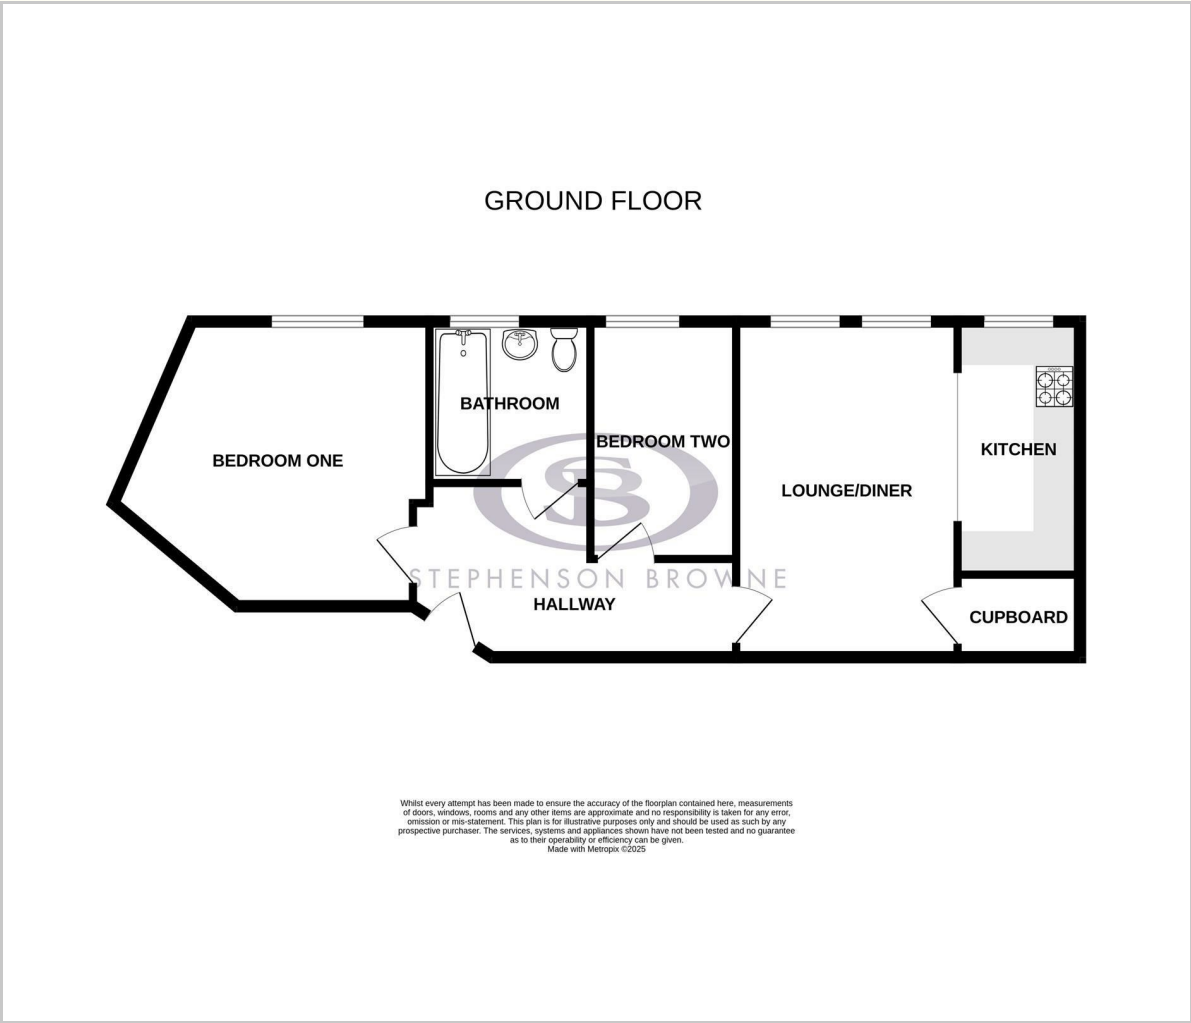 GROUND FLOOR
BATHROOM
BEDROOM TWO
KITCHEN
BEDROOM ONE
LOUNGE/DINER
SB
STEPHENSON BROWNE
HALLWAY
CUPBOARD
Whilst every attempt has been made to ensure the accuracy of the floorplan contained here, measurements
of doors, windows, rooms and any other items are approximate and no responsibility is taken for any error,
omission or mis-statement. This plan is for illustrative purposes only and should be used as such by any
prospective purchaser. The services, systems and appliances shown have not been tested and no guarantee
as to their operability or efficiency can be given.
Made with Metropix ©2025